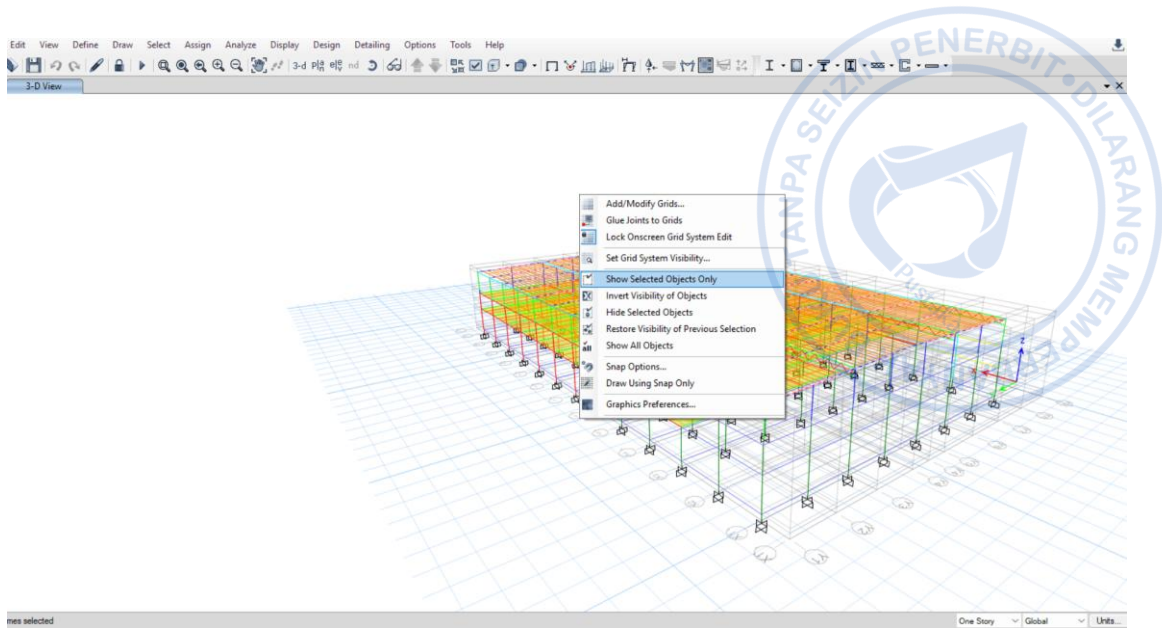 Edit View Define Draw Select Assign Analyze Display Design Detailing Options Tools Help
3-d
nd
3-D View
Add/Modify Grids...
Glue Joints to Grids
Lock Onscreen Grid System Edit
Set Grid System Visibility...
Show Selected Objects Only
Invert Visibility of Objects
Hide Selected Objects
Restore Visibility of Previous Selection
all Show All Objects
Snap Options...
Draw Using Snap Only
Graphics Preferences...
Z
TANPA SEIZIN PENERBIT • DILARANG
mes selected
One Story Global Units...